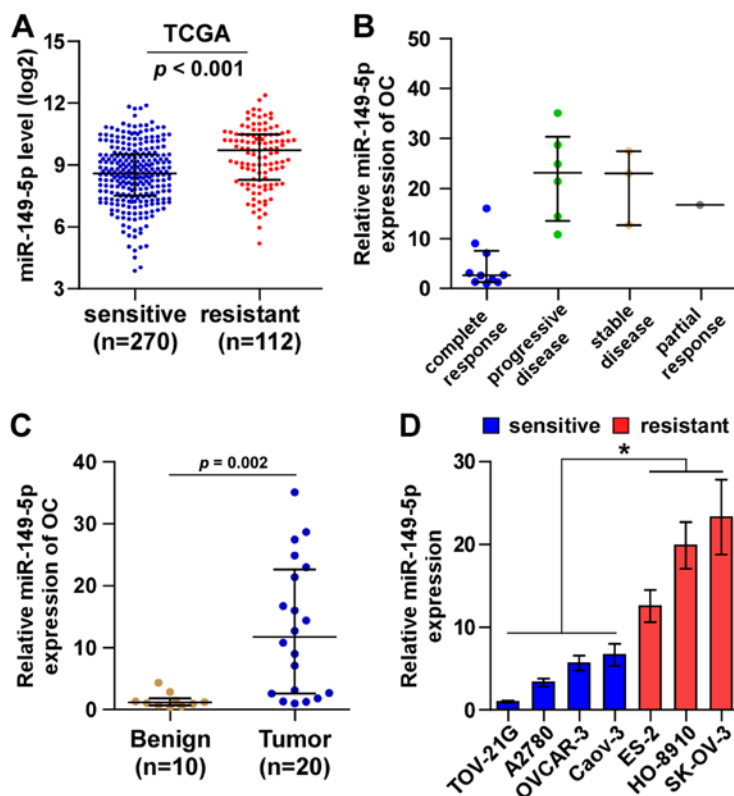 A
TCGA
p < 0.001
miR-149-5p level (log2)
15
12
9
6
3
sensitive
(n=270)
resistant
(n=112)
B
Relative miR-149-5p
expression of OC
50
40
30
20
10
0
complete
response
progressive
disease
stable
disease
partial
response
C
p = 0.002
Relative miR-149-5p
expression of OC
40
30
20
10
0
Benign
(n=10)
Tumor
(n=20)
D
sensitive
resistant
*
Relative miR-149-5p
expression
30
20
10
0
TOV-21G
A2780
OVCAR-3
Caov-3
ES-2
HO-8910
SK-OV-3